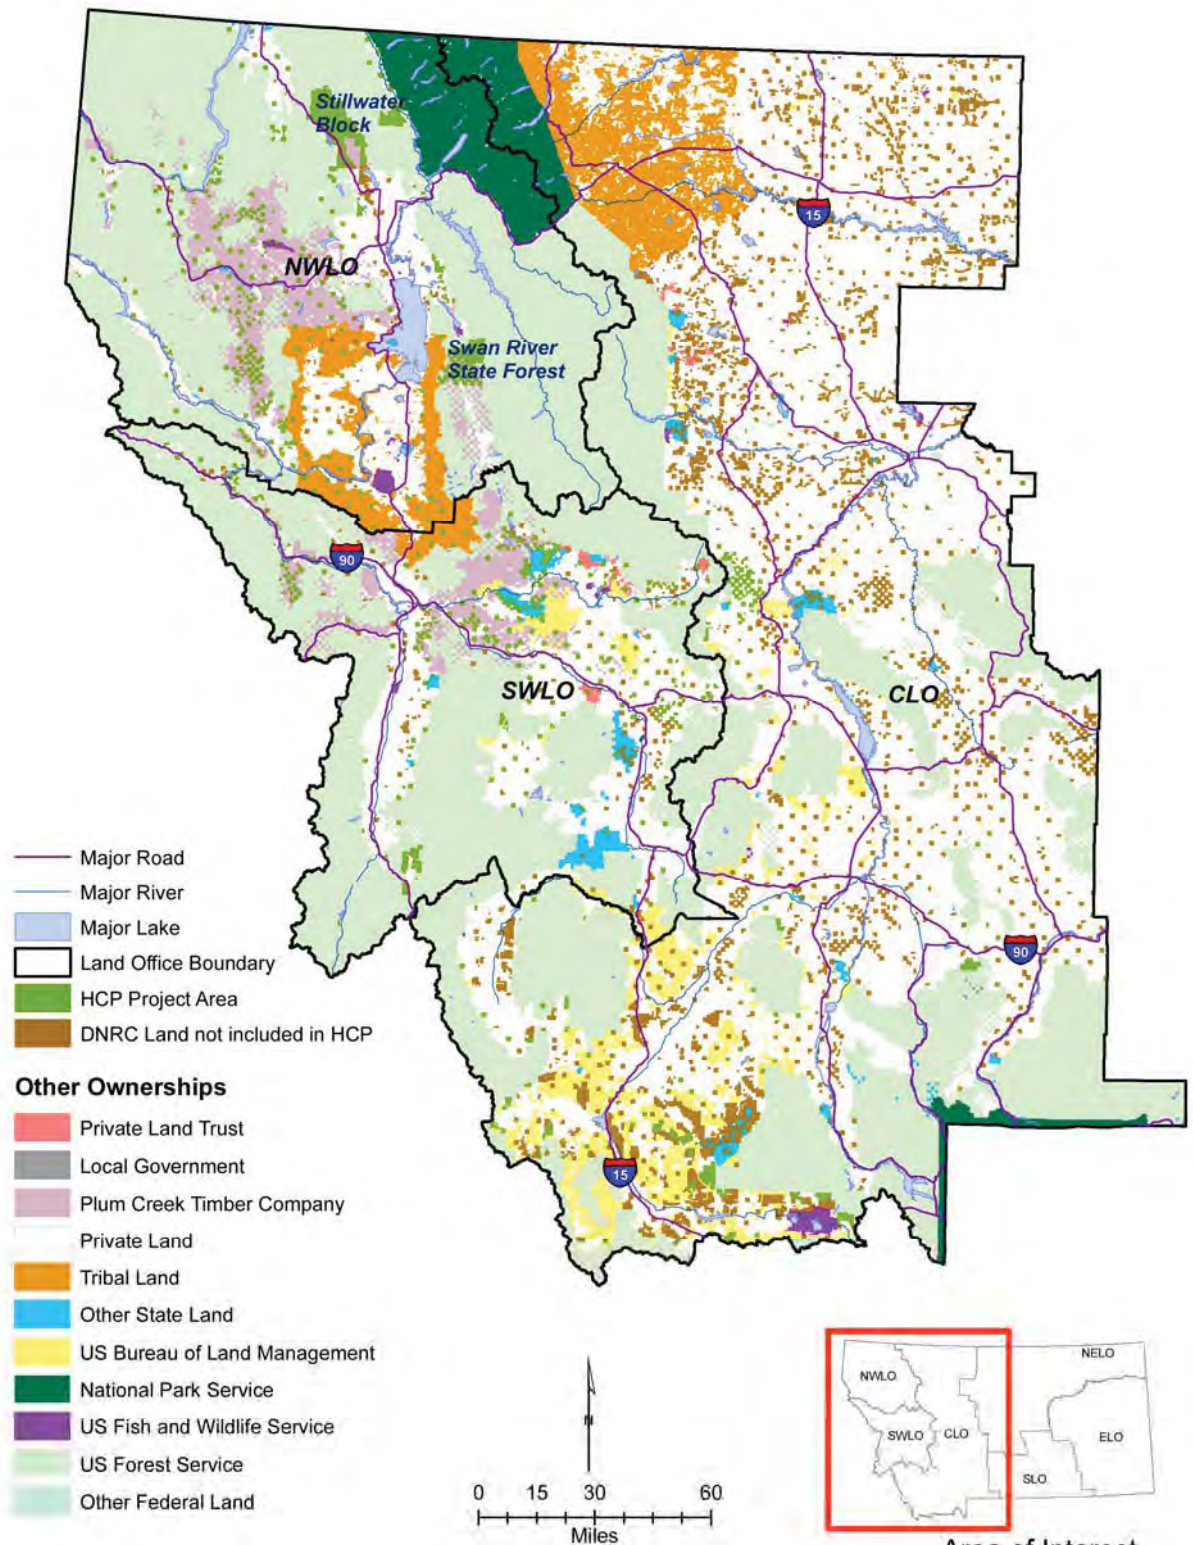 Stillwater
Block
15
NWLO
Swan River
State Forest
90
SWLO
CLO
90
15
Major Road
Major River
Major Lake
Land Office Boundary
HCP Project Area
DNRC Land not included in HCP
Other Ownerships
Private Land Trust
Local Government
Plum Creek Timber Company
Private Land
Tribal Land
Other State Land
US Bureau of Land Management
National Park Service
US Fish and Wildlife Service
US Forest Service
Other Federal Land
N
0 15 30 60
Miles
NELO
NWLO
SWLO
CLO
ELO
SLO
Area of Interest